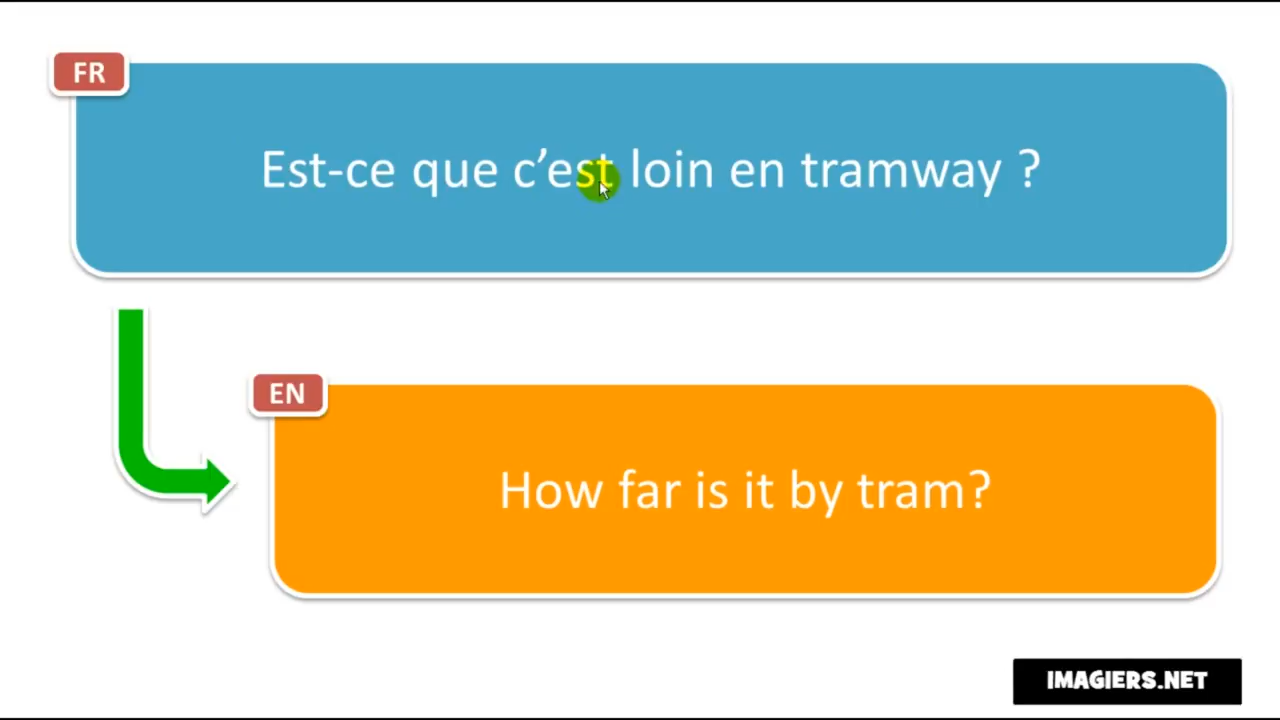 FR
Est-ce que c’est loin en tramway ?
EN
How far is it by tram?
IMAGIERS.NET